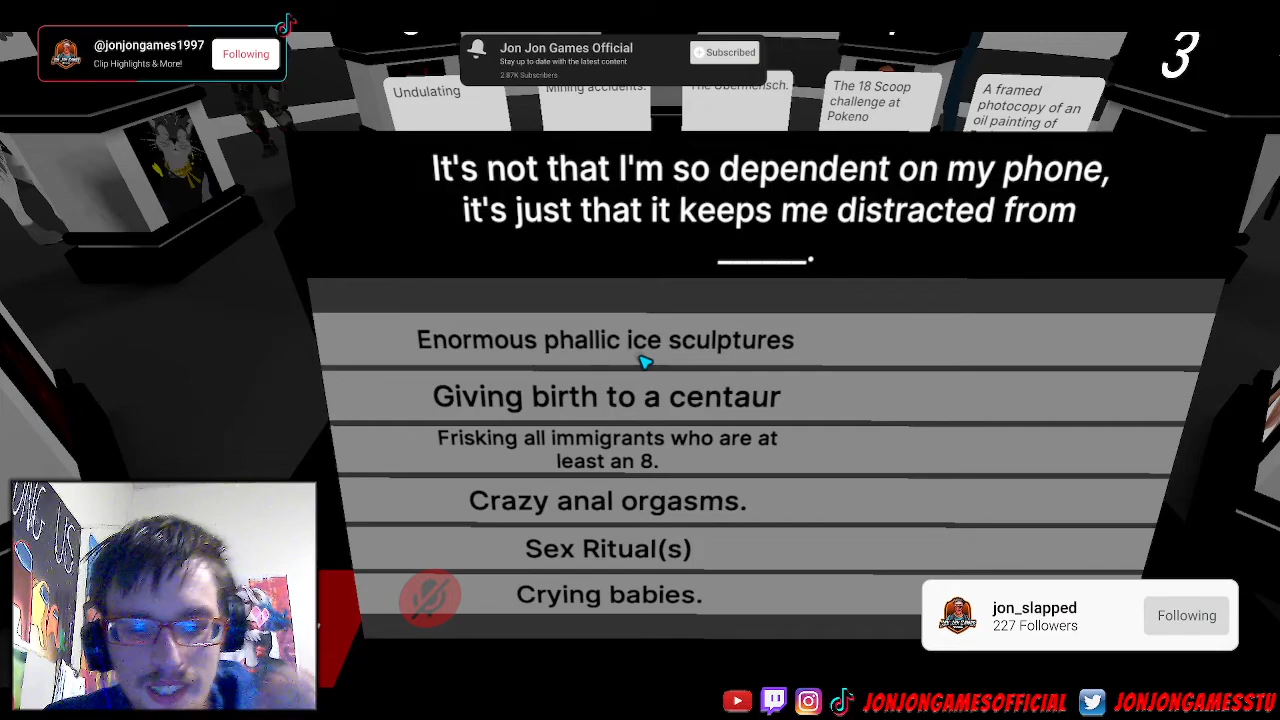 @jonjongames1997
Clip Highlights & More!
Following
Jon Jon Games Official
Stay up to date with the latest content
2.87K Subscribers
Subscribed
3
Undulating
Mining accidents.
The Übermensch.
The 18 Scoop
challenge at
Pokeno
A framed
photocopy of an
oil painting of
It's not that I'm so dependent on my phone,
it's just that it keeps me distracted from
______.
Enormous phallic ice sculptures
Giving birth to a centaur
Frisking all immigrants who are at
least an 8.
Crazy anal orgasms.
Sex Ritual(s)
Crying babies.
jon_slapped
227 Followers
Following
JONJONGAMESOFFICIAL
JONJONGAMESSTU